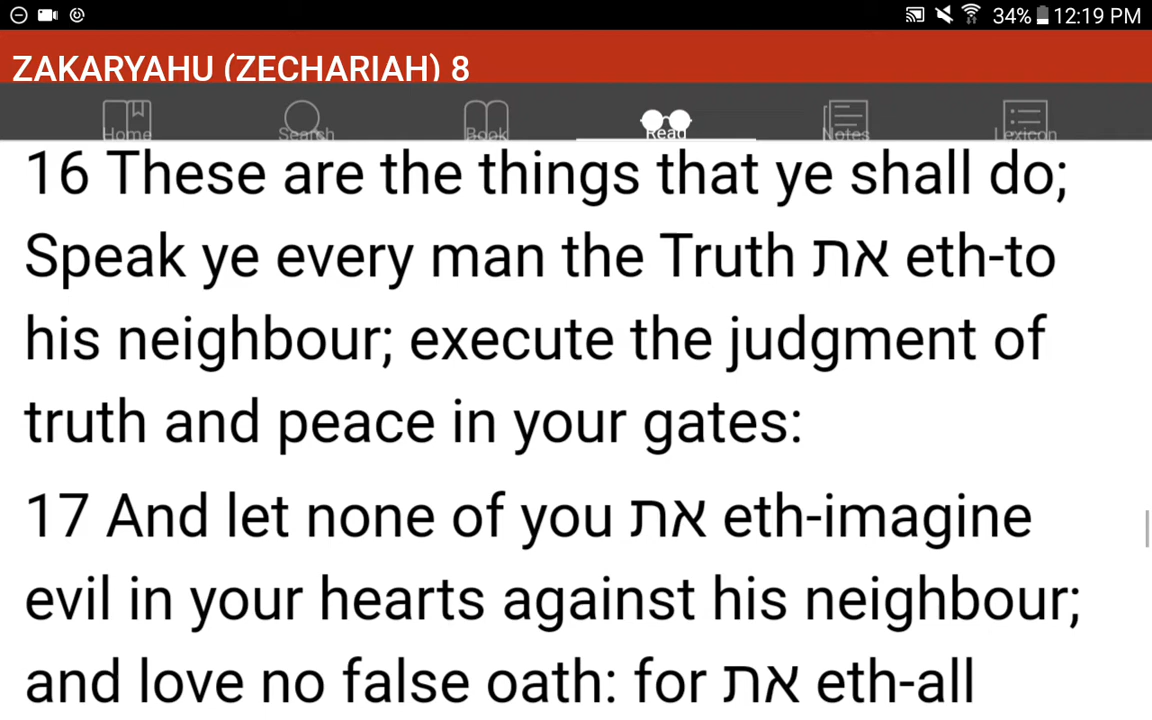 34% 12:19 PM
ZAKARYAHU (ZECHARIAH) 8
Home Search Book Read Notes Lexicon
16 These are the things that ye shall do;
Speak ye every man the Truth את eth-to
his neighbour; execute the judgment of
truth and peace in your gates:
17 And let none of you את eth-imagine
evil in your hearts against his neighbour;
and love no false oath: for את eth-all